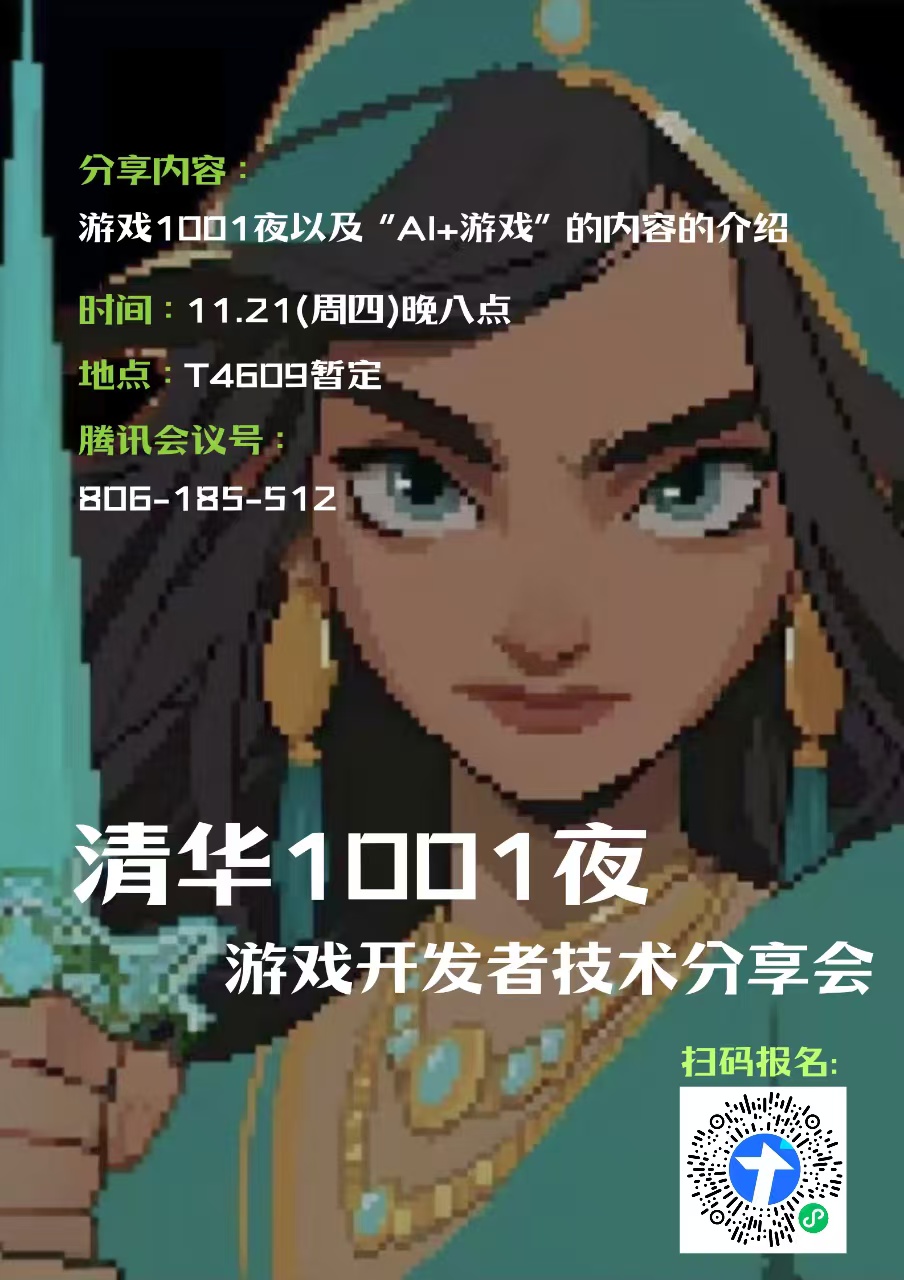 分享内容：
游戏1001夜以及“AI+游戏”的内容的介绍
时间：11.21(周四)晚八点
地点：T4609暂定
腾讯会议号：
806-185-512
清华1001夜
游戏开发者技术分享会
扫码报名: